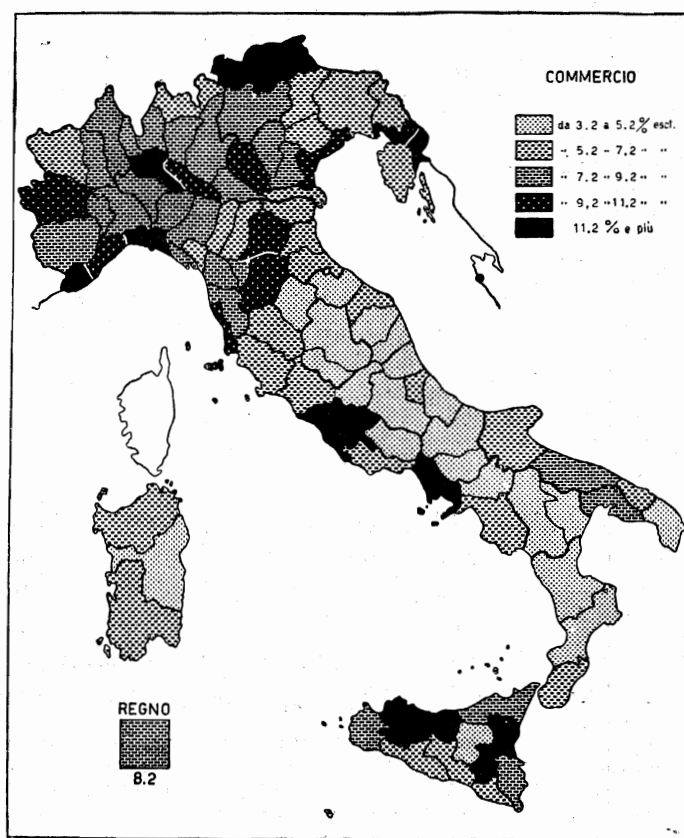 COMMERCIO
da 3.2 a 5.2% escl.
" 5.2 - 7.2 " "
" 7.2 " 9.2 " "
" 9,2 " 11.2 " "
11.2 % e più
REGNO
8.2